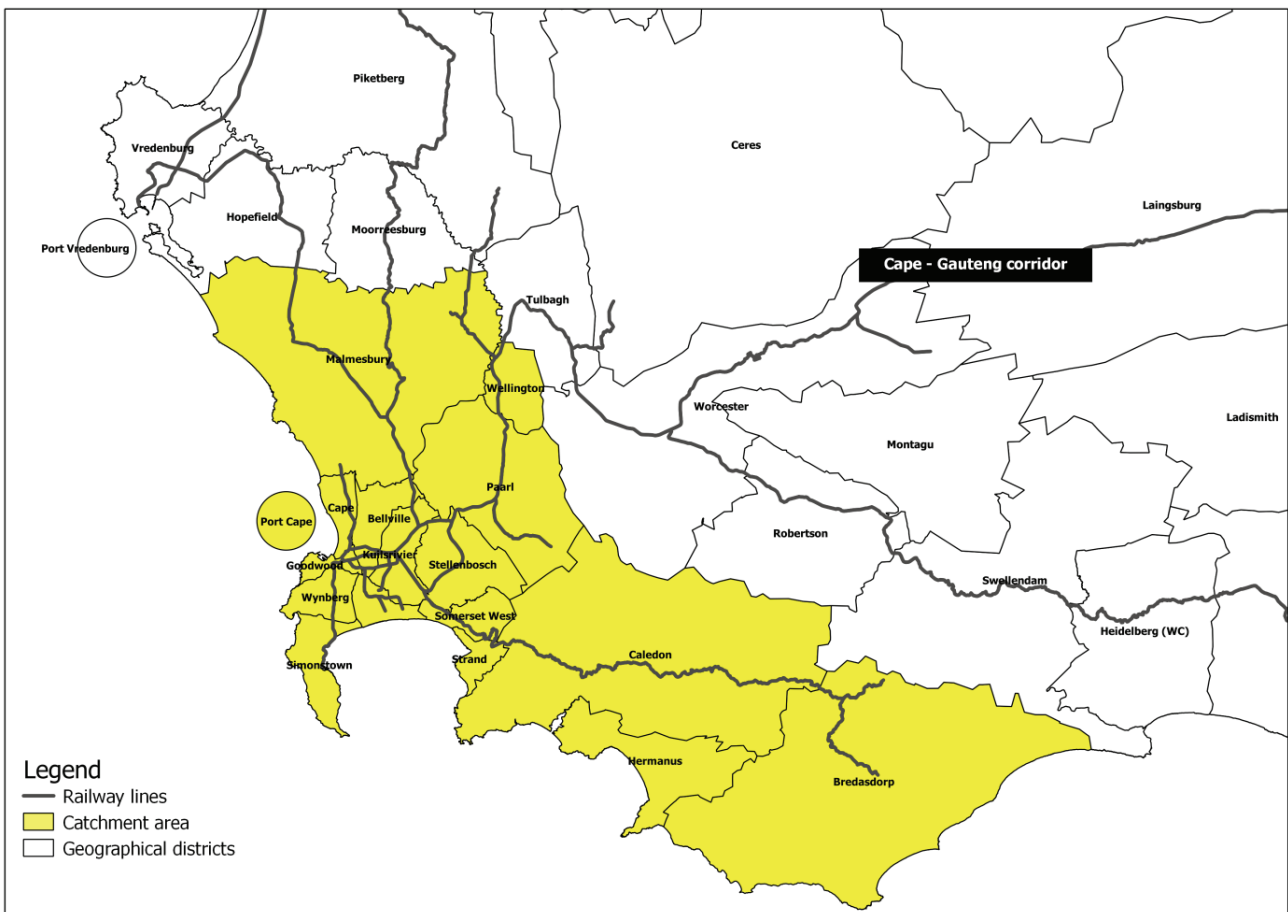 Piketberg
Vredenburg
Ceres
Laingsburg
Hopefield
Moorreesburg
Port Vredenburg
Cape - Gauteng corridor
Tulbagh
Malmesbury
Wellington
Worcester
Ladismith
Montagu
Paarl
Cape
Port Cape
Bellville
Robertson
Kuilsrivier
Goodwood
Stellenbosch
Swellendam
Wynberg
Somerset West
Heidelberg (WC)
Caledon
Strand
Simonstown
Hermanus
Bredasdorp
Legend
Railway lines
Catchment area
Geographical districts